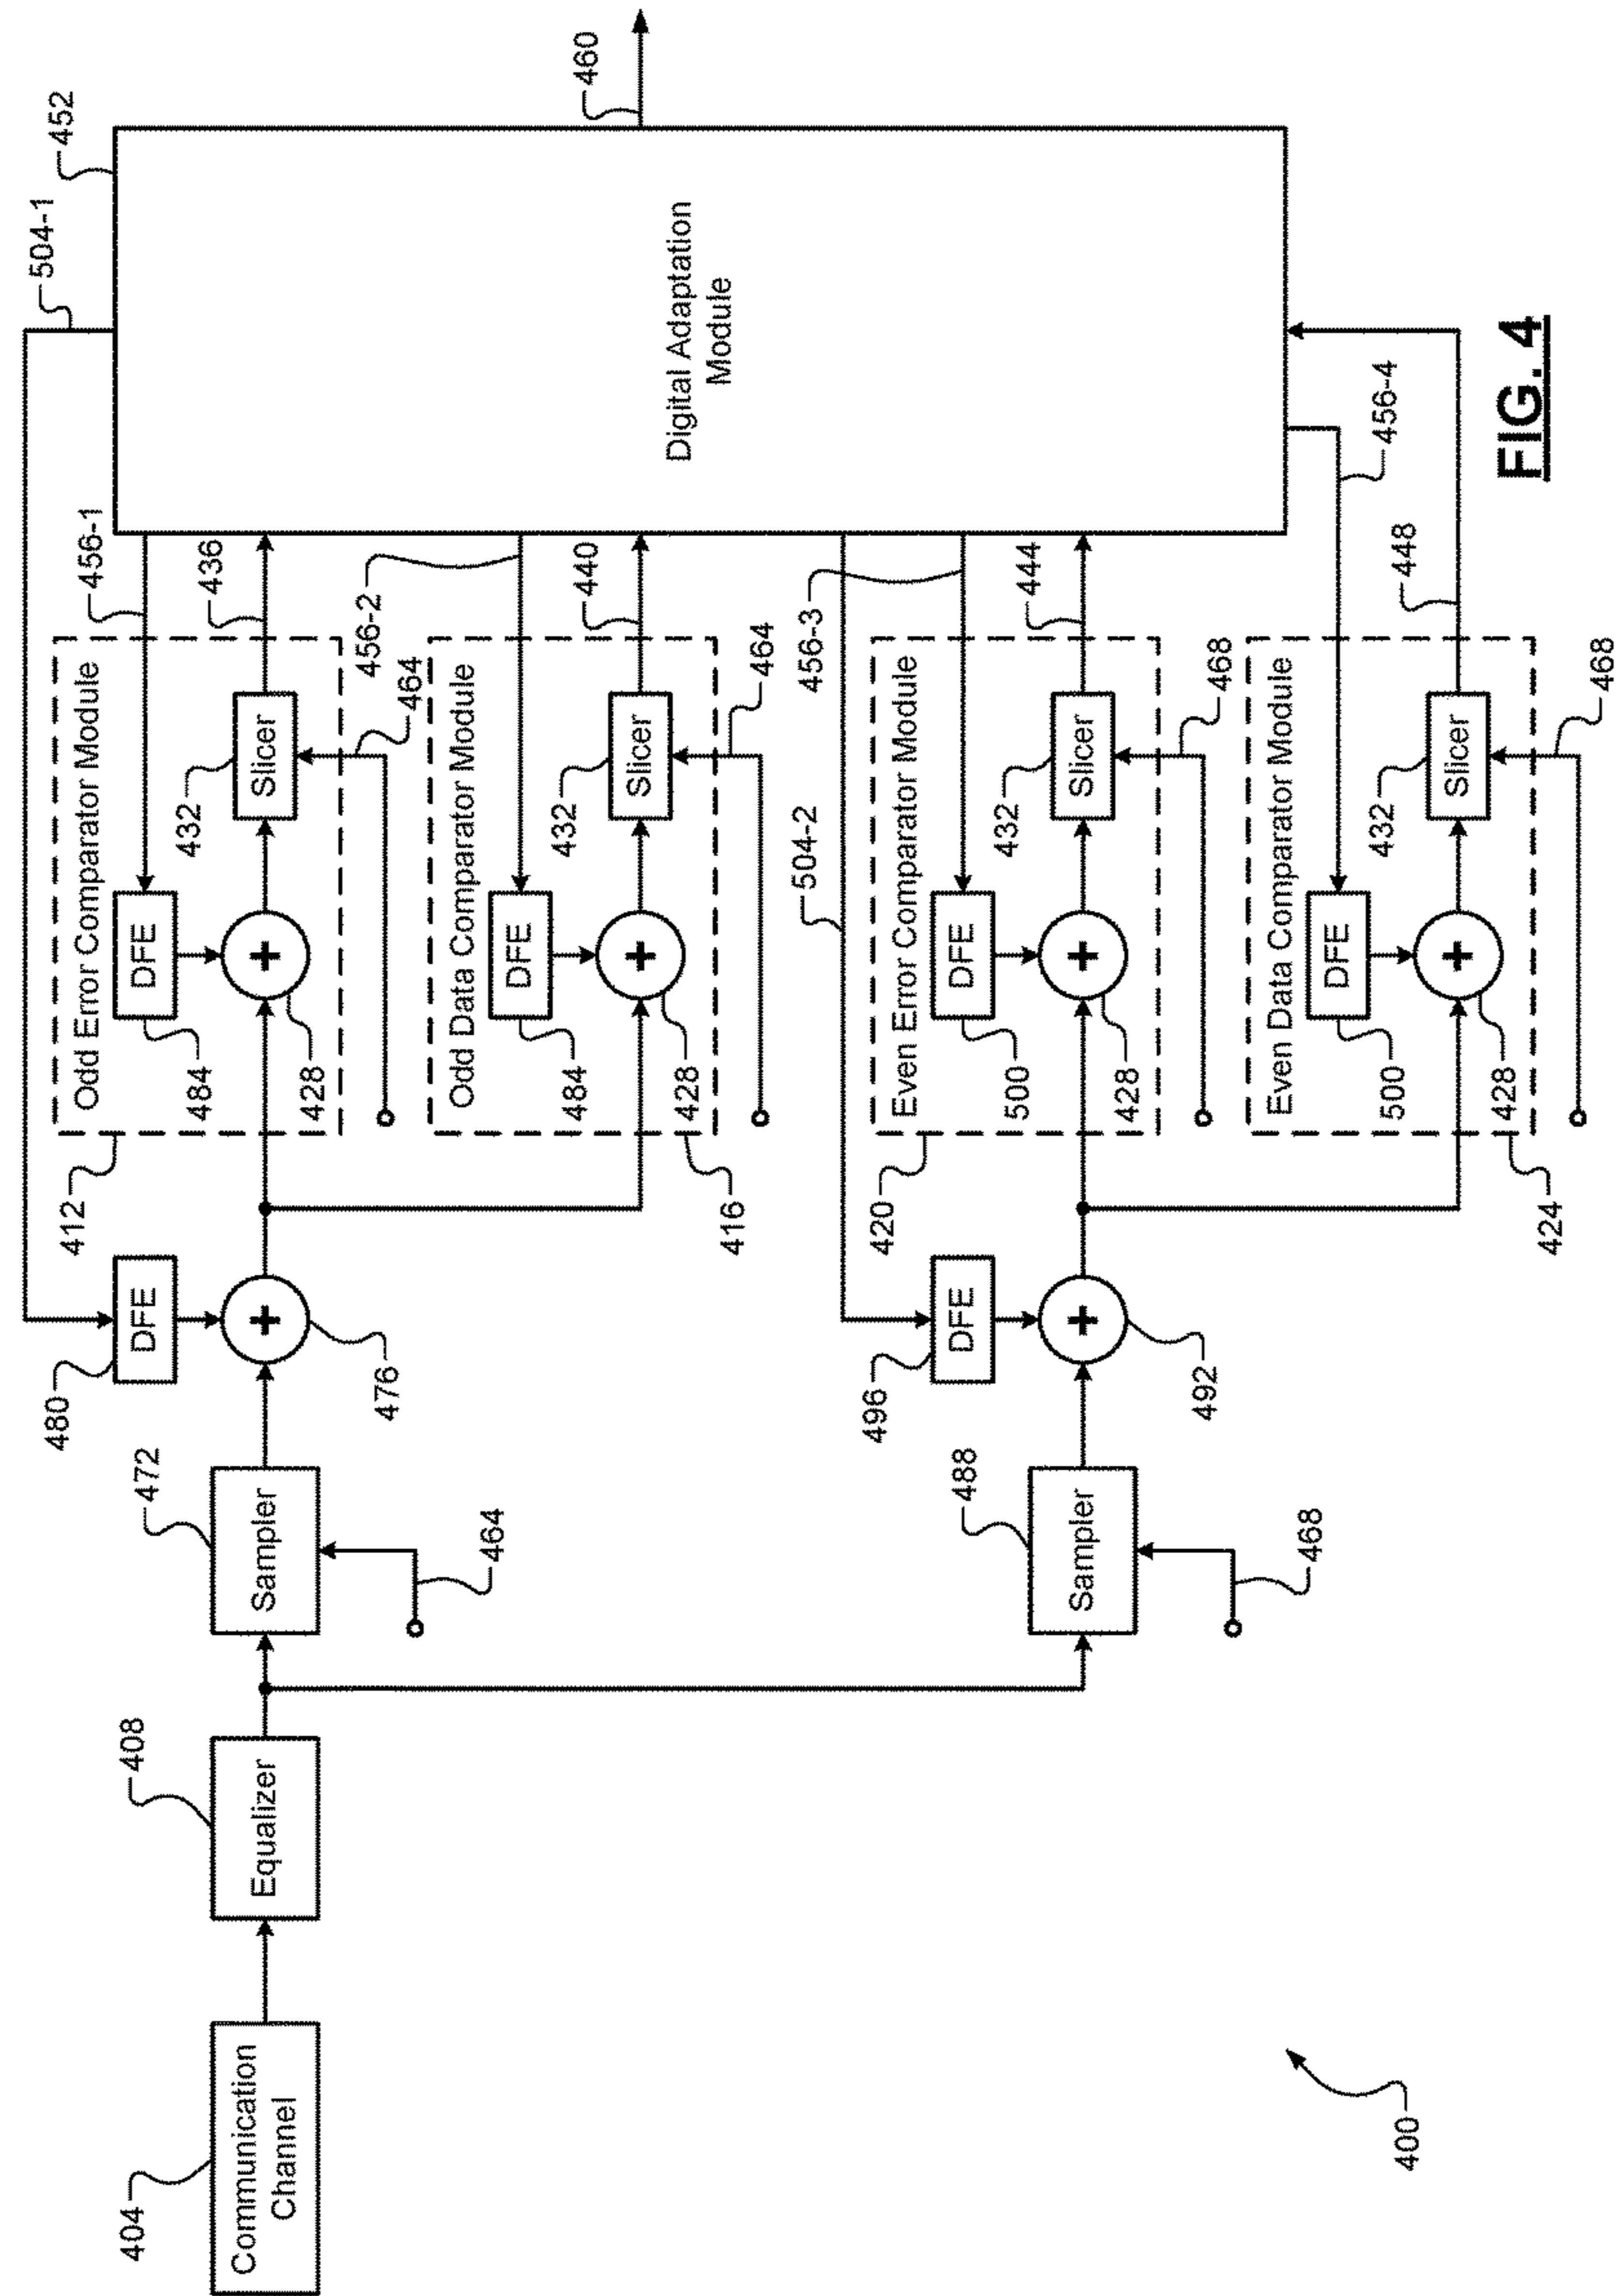 504-1
452
460
480
DFE
476
412
Odd Error Comparator Module
DFE
484
428
432
Slicer
464
456-1
436
404
Communication
Channel
408
Equalizer
472
Sampler
464
416
Odd Data Comparator Module
DFE
484
428
432
Slicer
464
456-2
440
Digital Adaptation
Module
496
DFE
492
488
Sampler
468
504-2
420
Even Error Comparator Module
DFE
500
428
432
Slicer
468
456-3
444
424
Even Data Comparator Module
DFE
500
428
432
Slicer
468
456-4
448
400
FIG. 4